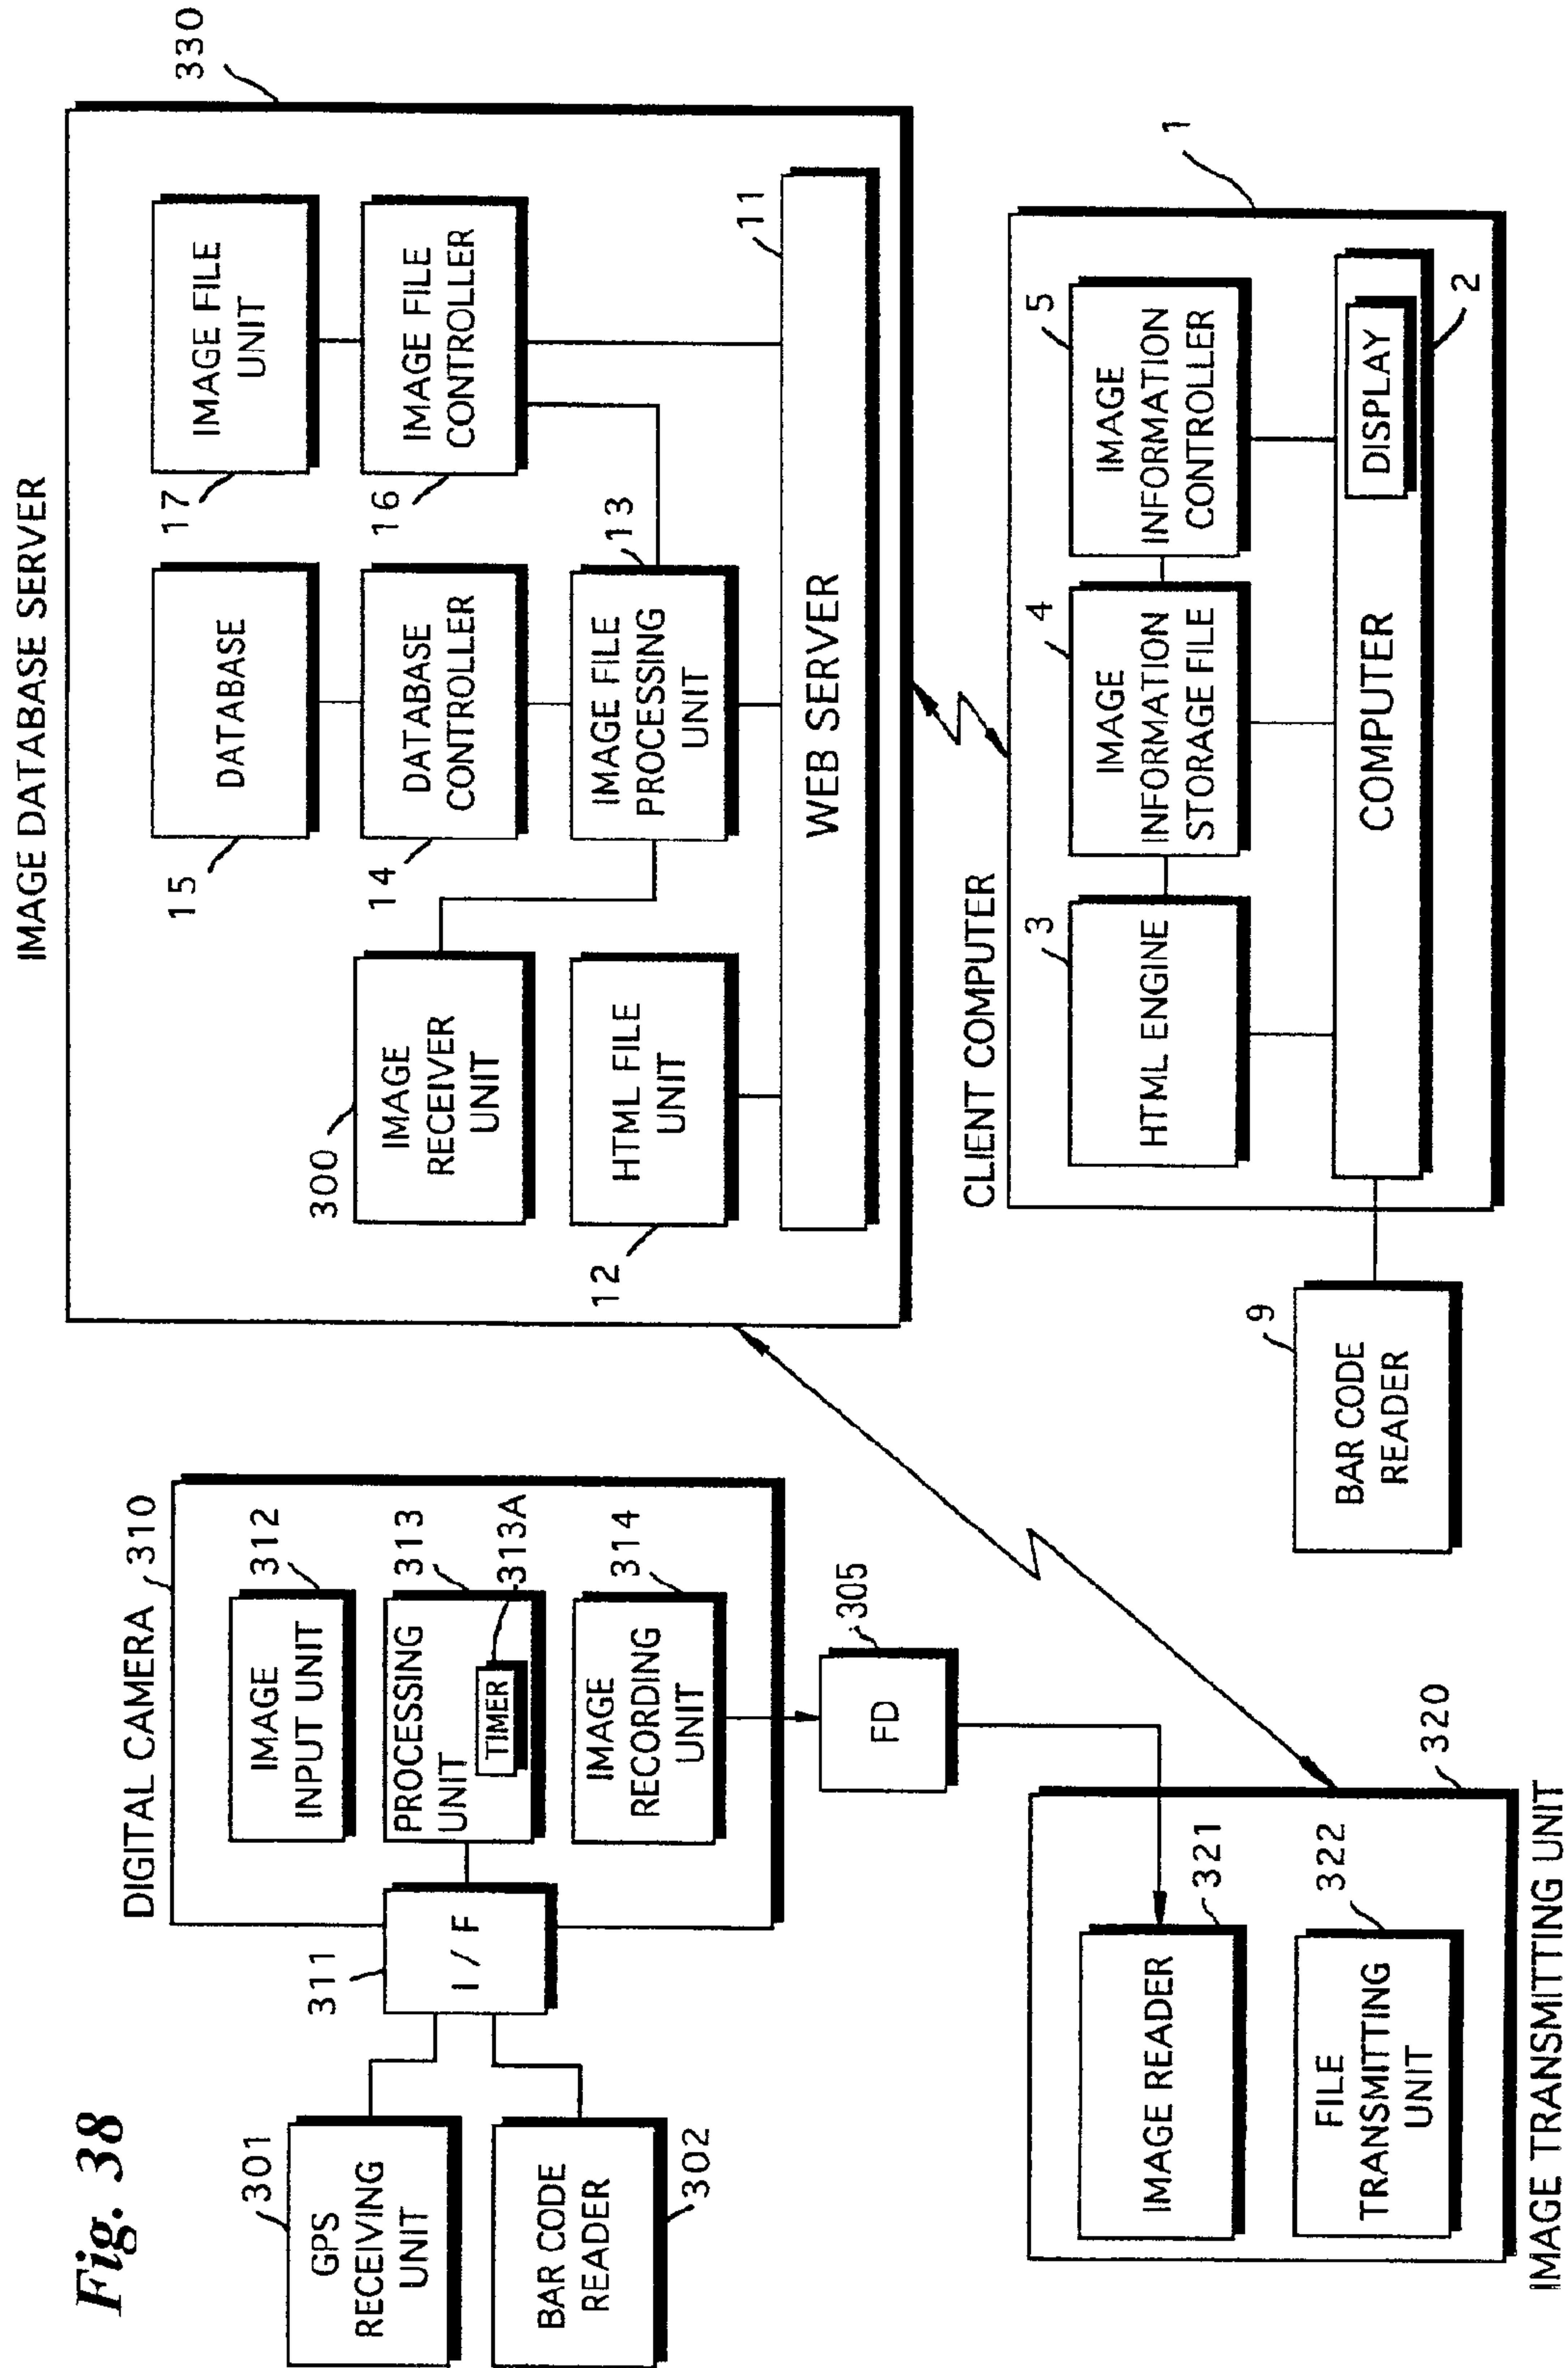 Fig. 38
IMAGE DATABASE SERVER
330
IMAGE FILE
UNIT
17
IMAGE FILE
CONTROLLER
16
DATABASE
15
DATABASE
CONTROLLER
14
IMAGE FILE
PROCESSING
UNIT
13
IMAGE
RECEIVER
UNIT
300
HTML FILE
UNIT
12
WEB SERVER
11
DIGITAL CAMERA
310
IMAGE
INPUT UNIT
312
PROCESSING
UNIT
313
TIMER
313A
IMAGE
RECORDING
UNIT
314
I/F
311
GPS
RECEIVING
UNIT
301
BAR CODE
READER
302
FD
305
IMAGE READER
321
FILE
TRANSMITTING
UNIT
322
320
IMAGE TRANSMITTING UNIT
CLIENT COMPUTER
1
HTML ENGINE
3
IMAGE
INFORMATION
STORAGE FILE
4
IMAGE
INFORMATION
CONTROLLER
5
COMPUTER
DISPLAY
2
BAR CODE
READER
9